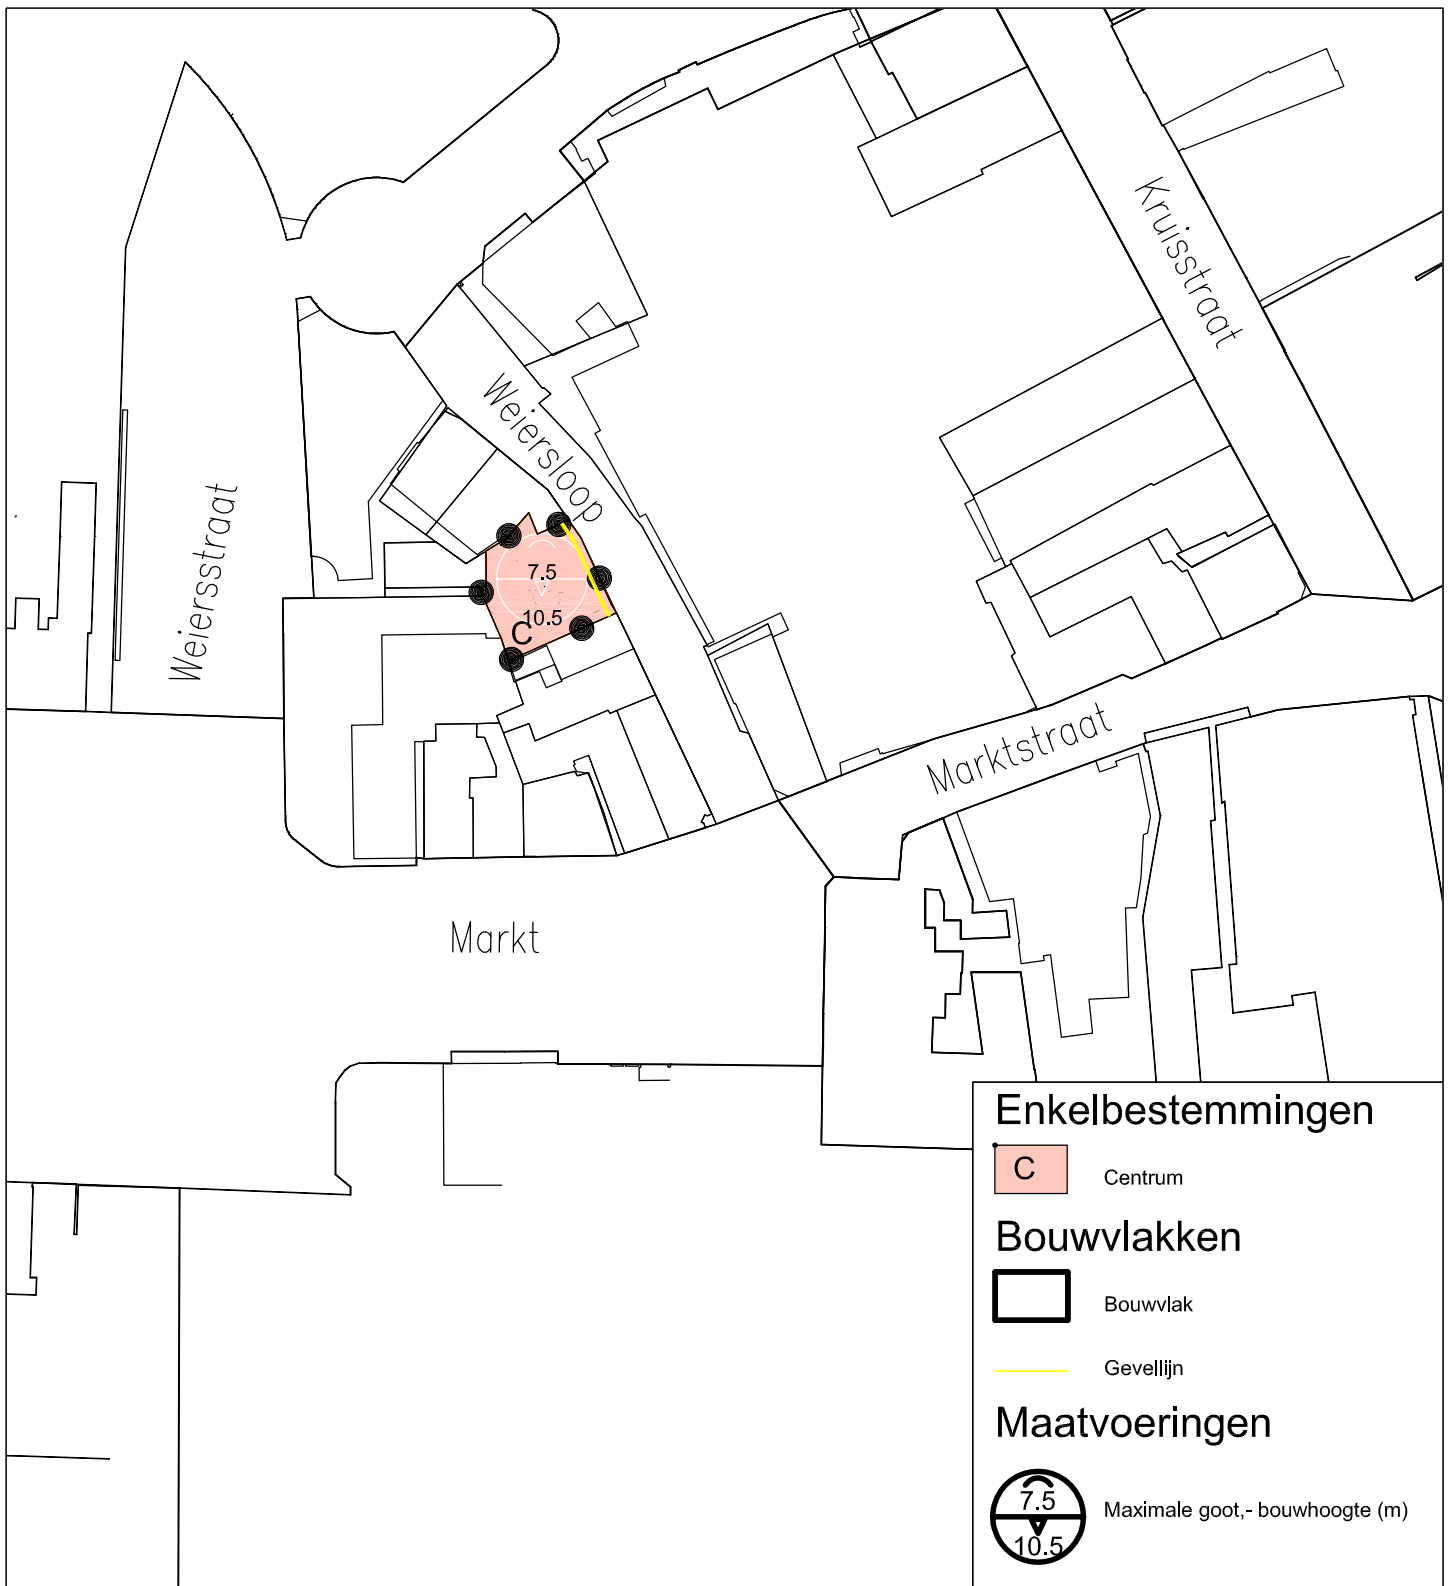 Kruisstraat
Weiersloop
Weiersstraat
7.5
10.5
C
Marktstraat
Markt
Enkelbestemmingen
C
Centrum
Bouwvlakken
Bouwvlak
Gevellijn
Maatvoeringen
7.5
Maximale goot,- bouwhoogte (m)
10.5